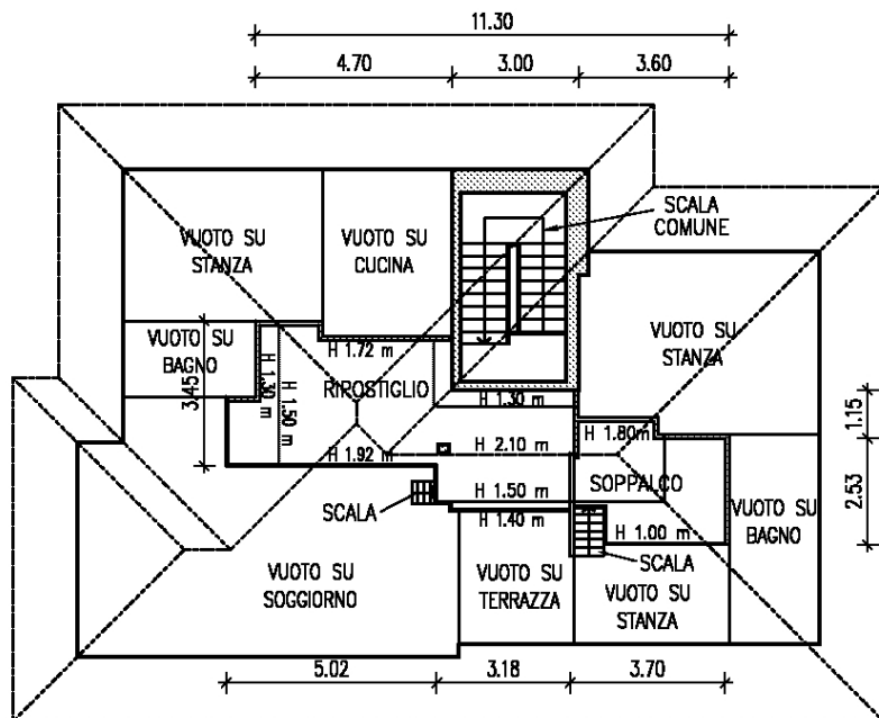 11.30
4.70
3.00
3.60
SCALA
COMUNE
VUOTO SU
STANZA
VUOTO SU
CUCINA
VUOTO SU
BAGNO
VUOTO SU
STANZA
H 1.72 m
RIPOSTIGLIO
3.45
H 1.30 m
H 1.50 m
H 1.30 m
1.15
H 1.80m
H 2.10 m
H 1.92 m
SOPPALCO
H 1.50 m
2.53
SCALA
H 1.40 m
H 1.00 m
VUOTO SU
BAGNO
SCALA
VUOTO SU
SOGGIORNO
VUOTO SU
TERRAZZA
VUOTO SU
STANZA
5.02
3.18
3.70